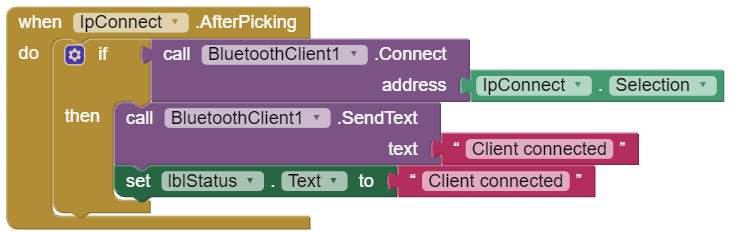 when lpConnect .AfterPicking
do if call BluetoothClient1 .Connect
address lpConnect . Selection
then call BluetoothClient1 .SendText
text “ Client connected ”
set lblStatus . Text to “ Client connected ”